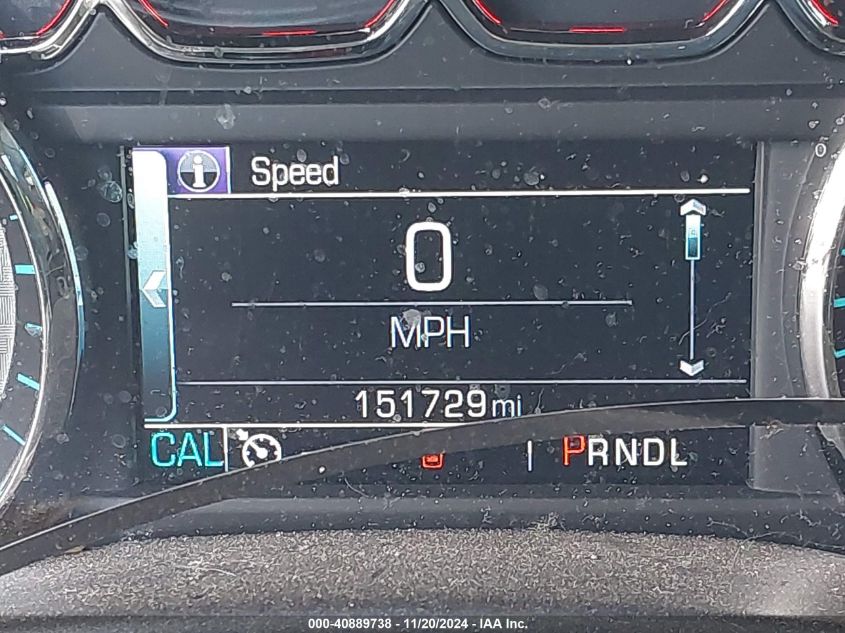 Speed
0
MPH
151729mi
CAL
PRNDL
000-40889738 - 11/20/2024 - IAA Inc.